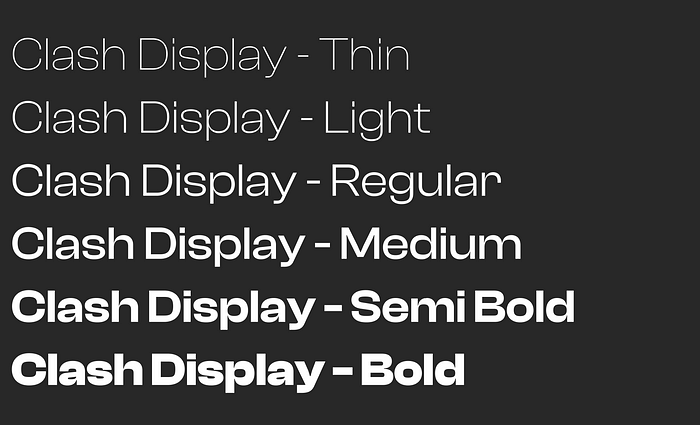 Clash Display - Thin
Clash Display - Light
Clash Display - Regular
Clash Display - Medium
Clash Display - Semi Bold
Clash Display - Bold